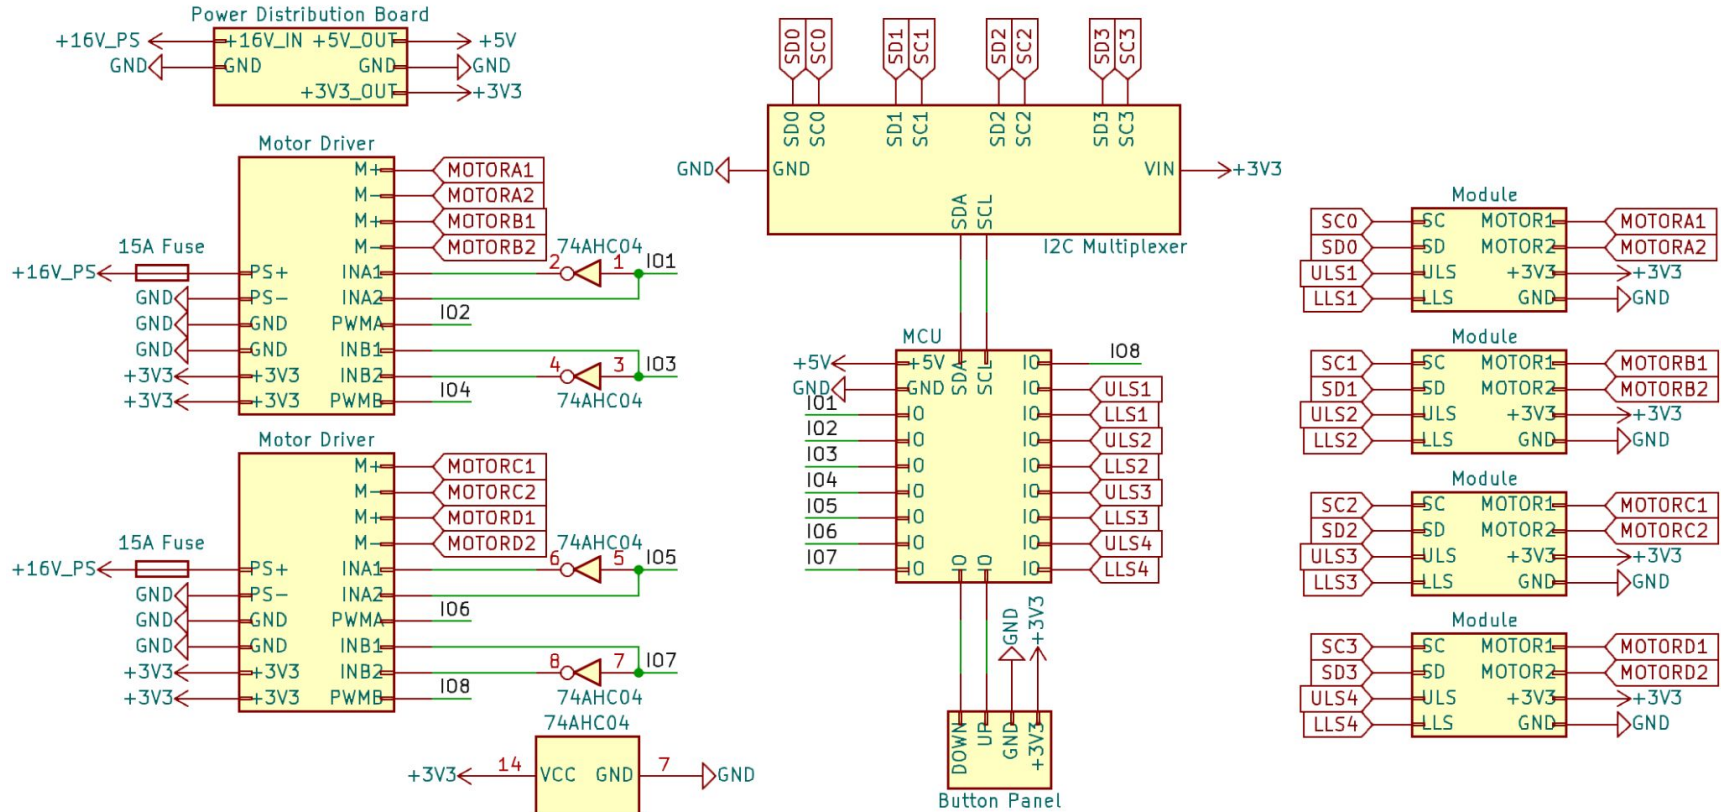 Power Distribution Board
+16V_PS +16V_IN +5V_OUT +5V
GND GND GND GND
+3V3_OUT +3V3
Motor Driver
M+ MOTORA1
M- MOTORA2
M+ MOTORB1
M- MOTORB2
15A Fuse 74AHC04
+16V_PS PS+ INA1 2 1 IO1
GND PS- INA2
GND GND PWMA IO2
GND GND INB1
+3V3 +3V3 INB2 4 3 IO3
+3V3 +3V3 PWMB IO4 74AHC04
Motor Driver
M+ MOTORC1
M- MOTORC2
M+ MOTORD1
M- MOTORD2
15A Fuse 74AHC04
+16V_PS PS+ INA1 6 5 IO5
GND PS- INA2
GND GND PWMA IO6
GND GND INB1
+3V3 +3V3 INB2 8 7 IO7
+3V3 +3V3 PWMB IO8 74AHC04
74AHC04
+3V3 14 VCC GND 7 GND
SD0 SC0 SD1 SC1 SD2 SC2 SD3 SC3
SD0 SC0 SD1 SC1 SD2 SC2 SD3 SC3
GND GND VIN +3V3
SDA SCL
I2C Multiplexer
MCU
+5V +5V SDA SCL IO IO8
GND GND IO ULS1
IO1 IO IO LLS1
IO2 IO IO ULS2
IO3 IO IO LLS2
IO4 IO IO ULS3
IO5 IO IO LLS3
IO6 IO IO ULS4
IO7 IO IO IO IO LLS4
GND +3V3
DOWN UP GND +3V3
Button Panel
Module
SC0 SC MOTOR1 MOTORA1
SD0 SD MOTOR2 MOTORA2
ULS1 ULS +3V3 +3V3
LLS1 LLS GND GND
Module
SC1 SC MOTOR1 MOTORB1
SD1 SD MOTOR2 MOTORB2
ULS2 ULS +3V3 +3V3
LLS2 LLS GND GND
Module
SC2 SC MOTOR1 MOTORC1
SD2 SD MOTOR2 MOTORC2
ULS3 ULS +3V3 +3V3
LLS3 LLS GND GND
Module
SC3 SC MOTOR1 MOTORD1
SD3 SD MOTOR2 MOTORD2
ULS4 ULS +3V3 +3V3
LLS4 LLS GND GND